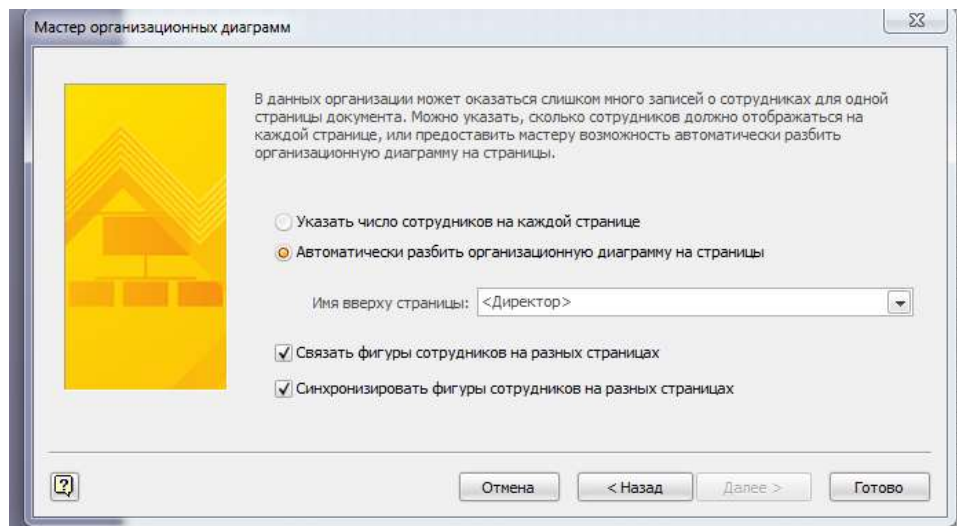 Мастер организационных диаграмм
В данных организации может оказаться слишком много записей о сотрудниках для одной
страницы документа. Можно указать, сколько сотрудников должно отображаться на
каждой странице, или предоставить мастеру возможность автоматически разбить
организационную диаграмму на страницы.
Указать число сотрудников на каждой странице
Автоматически разбить организационную диаграмму на страницы
Имя вверху страницы: <Директор>
Связать фигуры сотрудников на разных страницах
Синхронизировать фигуры сотрудников на разных страницах
? Отмена < Назад Далее > Готово